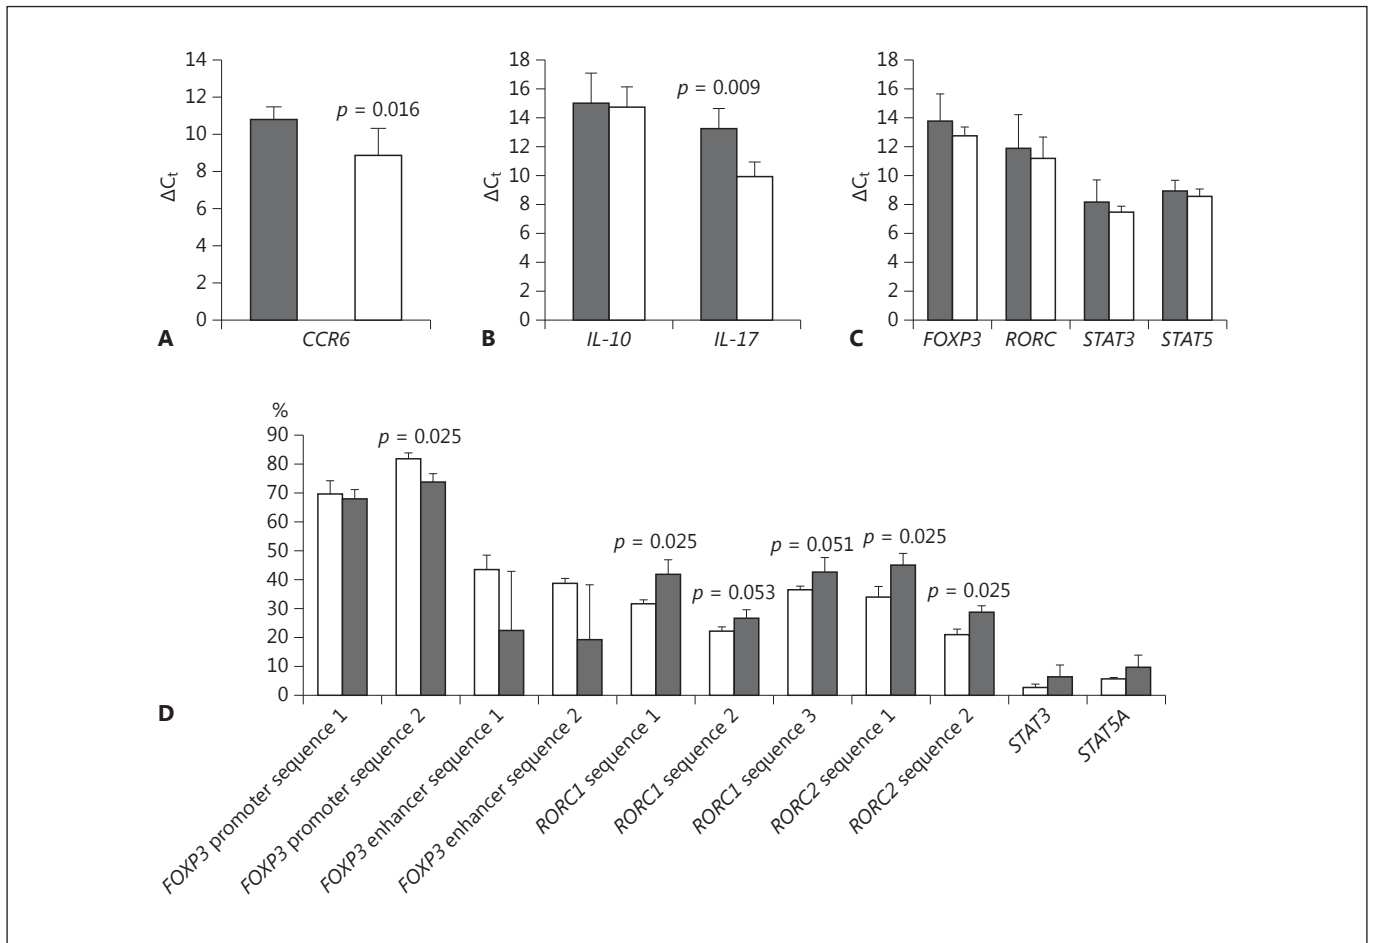 14
12
10
8
6
4
2
0
ΔCt
p = 0.016
CCR6
A
18
16
14
12
10
8
6
4
2
0
ΔCt
p = 0.009
IL-10 IL-17
B
18
16
14
12
10
8
6
4
2
0
ΔCt
FOXP3 RORC STAT3 STAT5
C
%
90
80
70
60
50
40
30
20
10
0
p = 0.025
p = 0.025
p = 0.053
p = 0.051
p = 0.025
p = 0.025
D
FOXP3 promoter sequence 1
FOXP3 promoter sequence 2
FOXP3 enhancer sequence 1
FOXP3 enhancer sequence 2
RORC1 sequence 1
RORC1 sequence 2
RORC1 sequence 3
RORC2 sequence 1
RORC2 sequence 2
STAT3
STAT5A